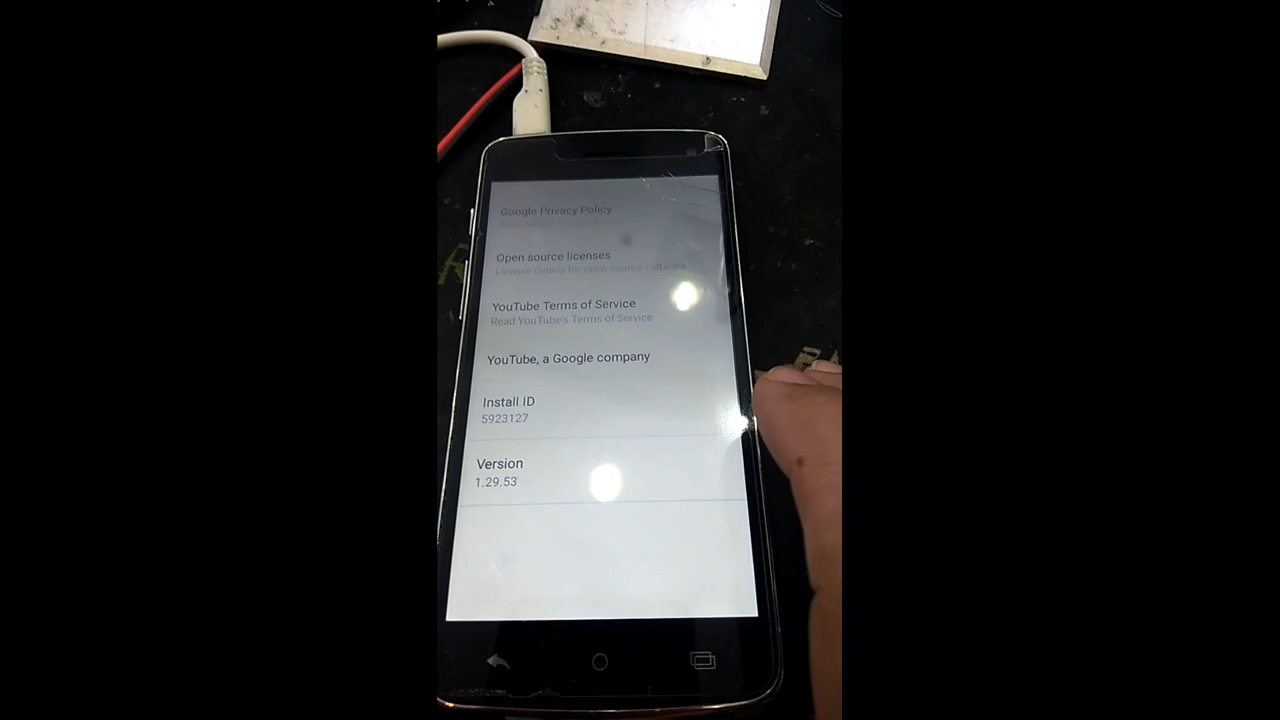 Google Privacy Policy
Open source licenses
License details for open source software
YouTube Terms of Service
Read YouTube's Terms of Service
YouTube, a Google company
Install ID
5923127
Version
1.29.53